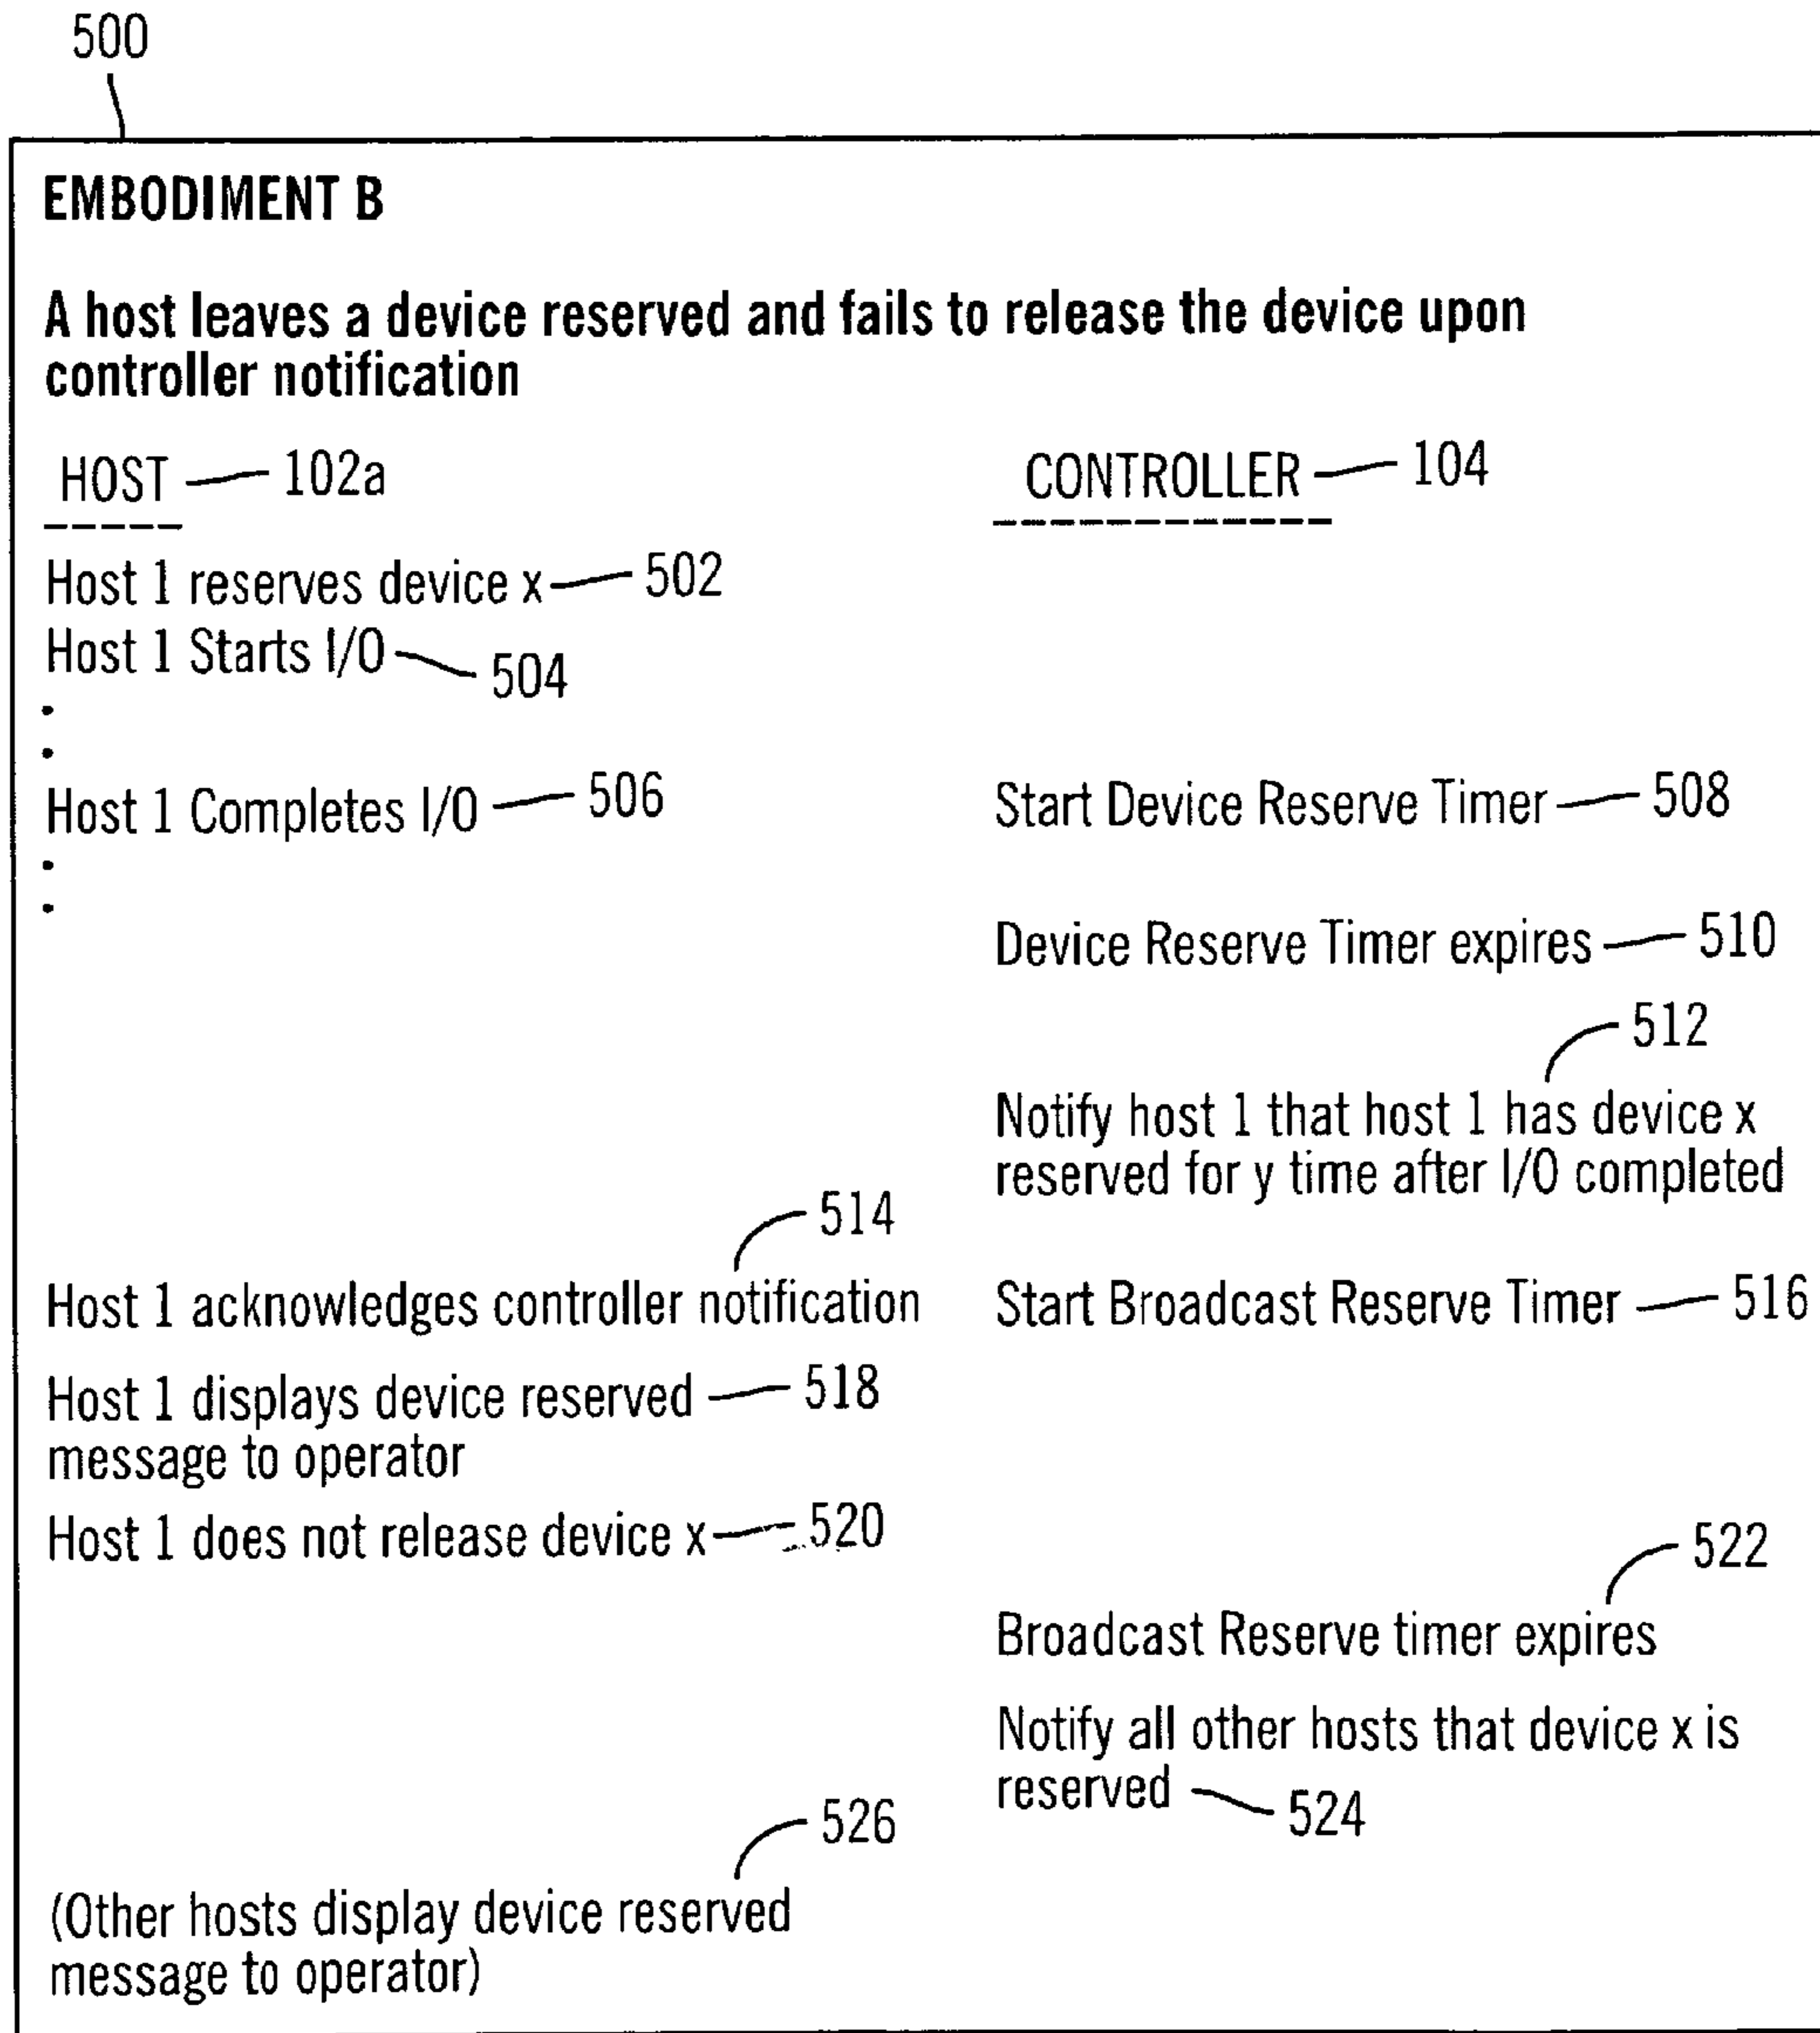 500
EMBODIMENT B
A host leaves a device reserved and fails to release the device upon
controller notification
HOST 102a
CONTROLLER 104
Host 1 reserves device x 502
Host 1 Starts I/O 504
.
.
Host 1 Completes I/O 506
Start Device Reserve Timer 508
.
.
Device Reserve Timer expires 510
512
Notify host 1 that host 1 has device x
reserved for y time after I/O completed
514
Host 1 acknowledges controller notification
Start Broadcast Reserve Timer 516
Host 1 displays device reserved 518
message to operator
Host 1 does not release device x 520
522
Broadcast Reserve timer expires
Notify all other hosts that device x is
reserved 524
526
(Other hosts display device reserved
message to operator)